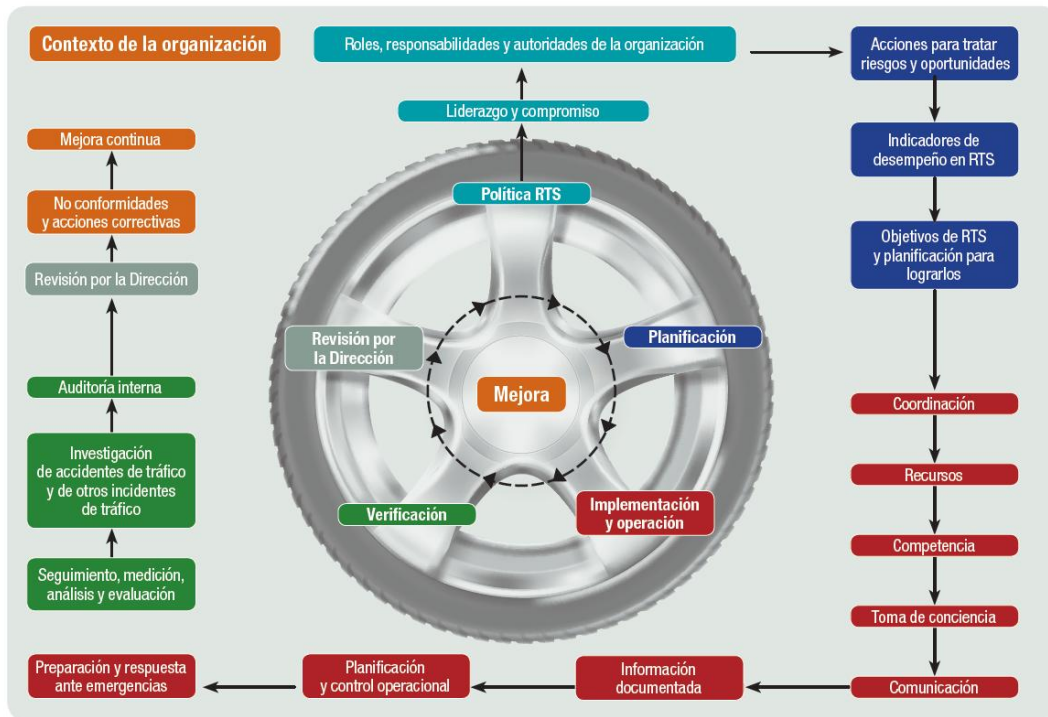 Contexto de la organización
Roles, responsabilidades y autoridades de la organización
Liderazgo y compromiso
Política RTS
Acciones para tratar
riesgos y oportunidades
Indicadores de
desempeño en RTS
Objetivos de RTS
y planificación para
lograrlos
Coordinación
Recursos
Competencia
Toma de conciencia
Comunicación
Información
documentada
Planificación
y control operacional
Preparación y respuesta
ante emergencias
Seguimiento, medición,
análisis y evaluación
Investigación
de accidentes de tráfico
y de otros incidentes
de tráfico
Auditoría interna
Revisión por la Dirección
No conformidades
y acciones correctivas
Mejora continua
Planificación
Implementación
y operación
Verificación
Revisión por
la Dirección
Mejora